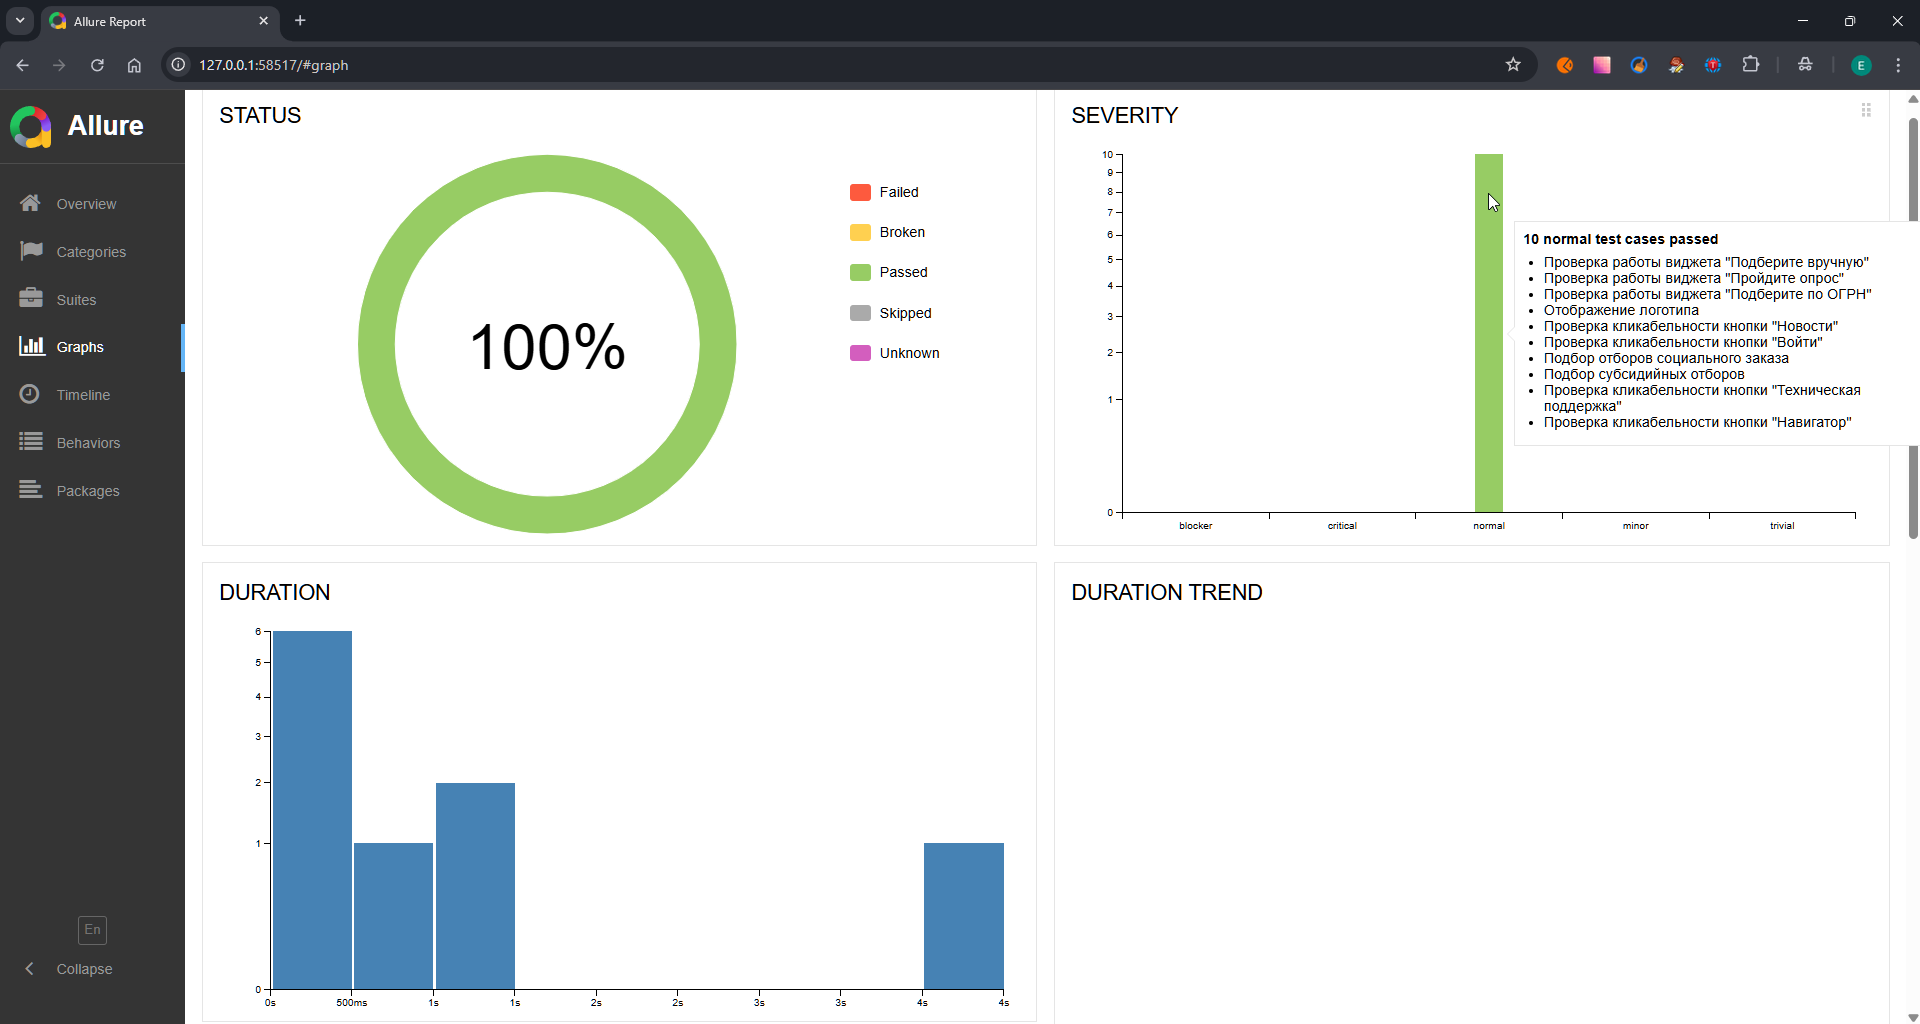 Allure Report
127.0.0.1:58517/#graph
E
Allure
Overview
Categories
Suites
Graphs
Timeline
Behaviors
Packages
En
Collapse
STATUS
100%
Failed
Broken
Passed
Skipped
Unknown
SEVERITY
10
9
8
7
6
5
4
3
2
1
0
blocker critical normal minor trivial
10 normal test cases passed
Проверка работы виджета "Подберите вручную"
Проверка работы виджета "Пройдите опрос"
Проверка работы виджета "Подберите по ОГРН"
Отображение логотипа
Проверка кликабельности кнопки "Новости"
Проверка кликабельности кнопки "Войти"
Подбор отборов социального заказа
Подбор субсидийных отборов
Проверка кликабельности кнопки "Техническая
поддержка"
Проверка кликабельности кнопки "Навигатор"
DURATION
6
5
4
3
2
1
0
0s 500ms 1s 1s 2s 2s 3s 3s 4s 4s
DURATION TREND